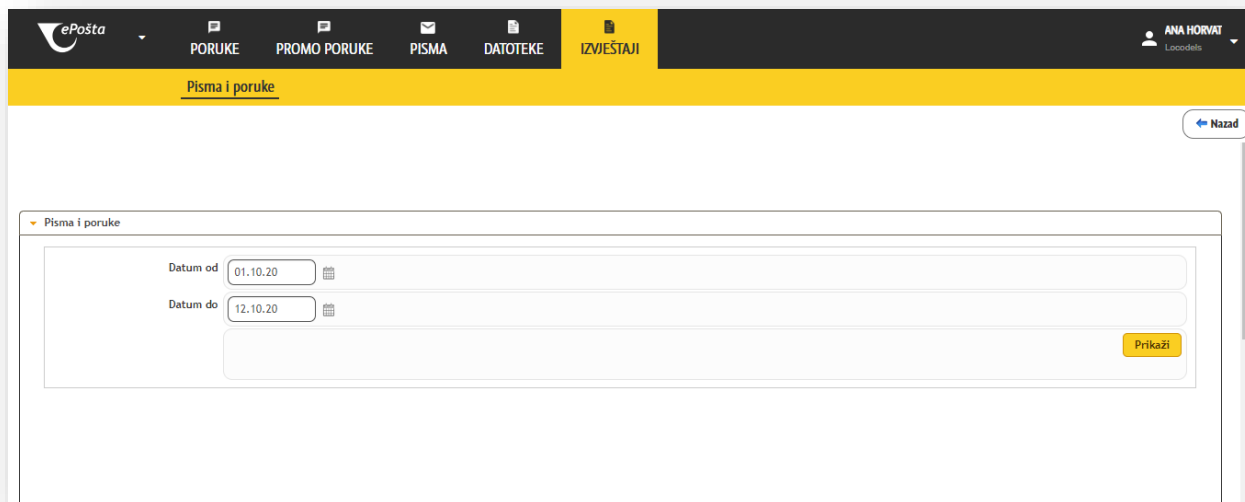 ePošta
PORUKE
PROMO PORUKE
PISMA
DATOTEKE
IZVJEŠTAJI
ANA HORVAT
Locodels
Pisma i poruke
Nazad
Pisma i poruke
Datum od 01.10.20
Datum do 12.10.20
Prikaži